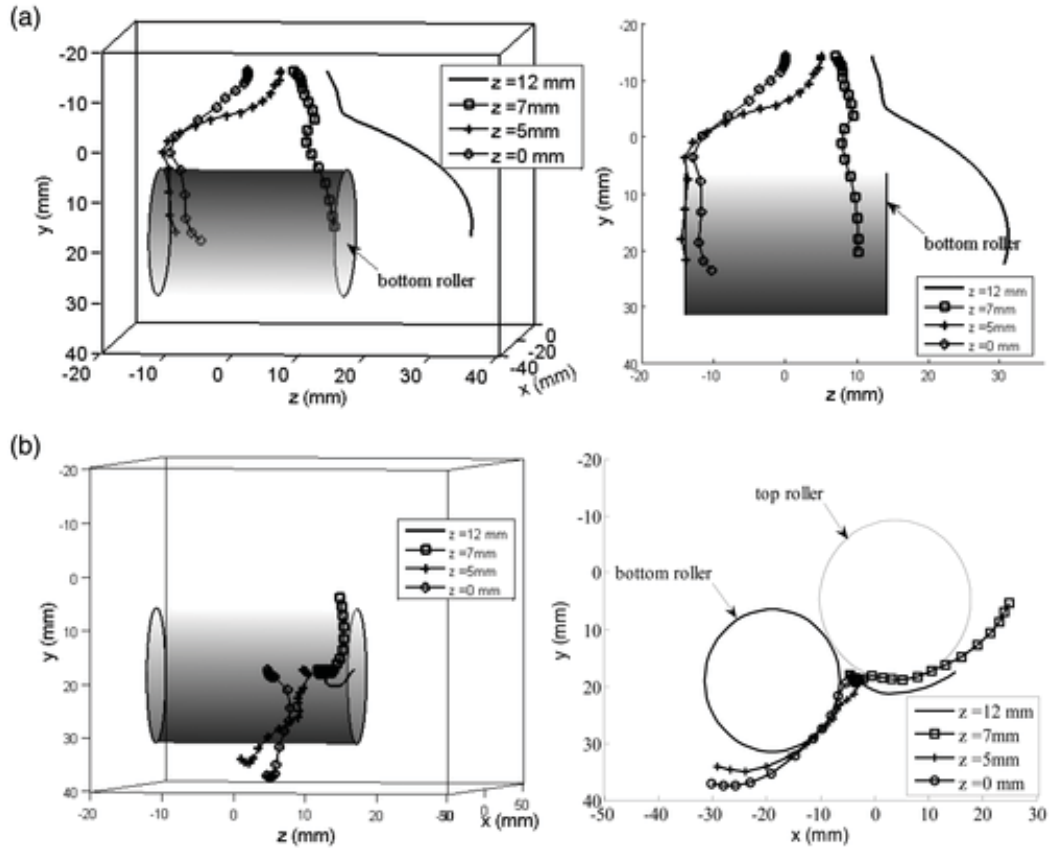 (a)
-20
-10
0
10
20
30
40
y (mm)
z =12 mm
z =7mm
z =5mm
z =0 mm
bottom roller
-20 -10 0 10 20 30 40
z (mm)
0
-20
-40
x (mm)
-20
-10
0
10
20
30
40
y (mm)
bottom roller
z =12 mm
z =7mm
z =5mm
z =0 mm
-20 -10 0 10 20 30
z (mm)
(b)
-20
-10
0
10
20
30
40
y (mm)
z =12 mm
z =7mm
z =5mm
z =0 mm
-20 -10 0 10 20
z (mm)
0
50
x (mm)
-30
-20
-10
0
10
20
30
40
y (mm)
top roller
bottom roller
z =12 mm
z =7mm
z =5mm
z =0 mm
-50 -40 -30 -20 -10 0 10 20 30
x (mm)